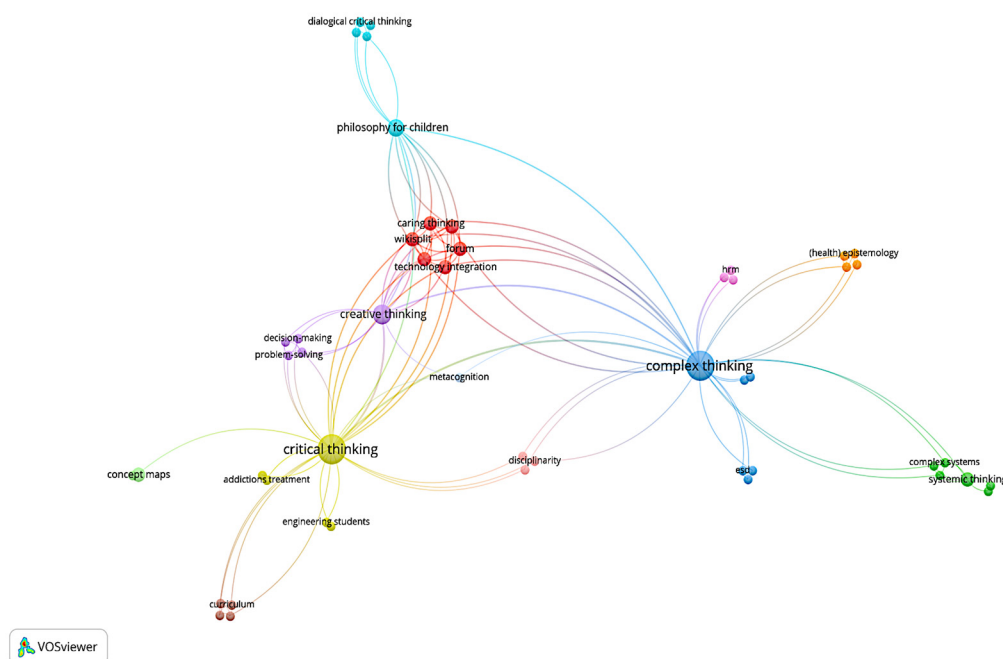 dialogical critical thinking
philosophy for children
caring thinking
wikisplit
forum
technology integration
(health) epistemology
hrm
creative thinking
decision-making
problem-solving
metacognition
complex thinking
critical thinking
disciplinarity
concept maps
addictions treatment
esd
complex systems
systemic thinking
engineering students
curriculum
VOSviewer